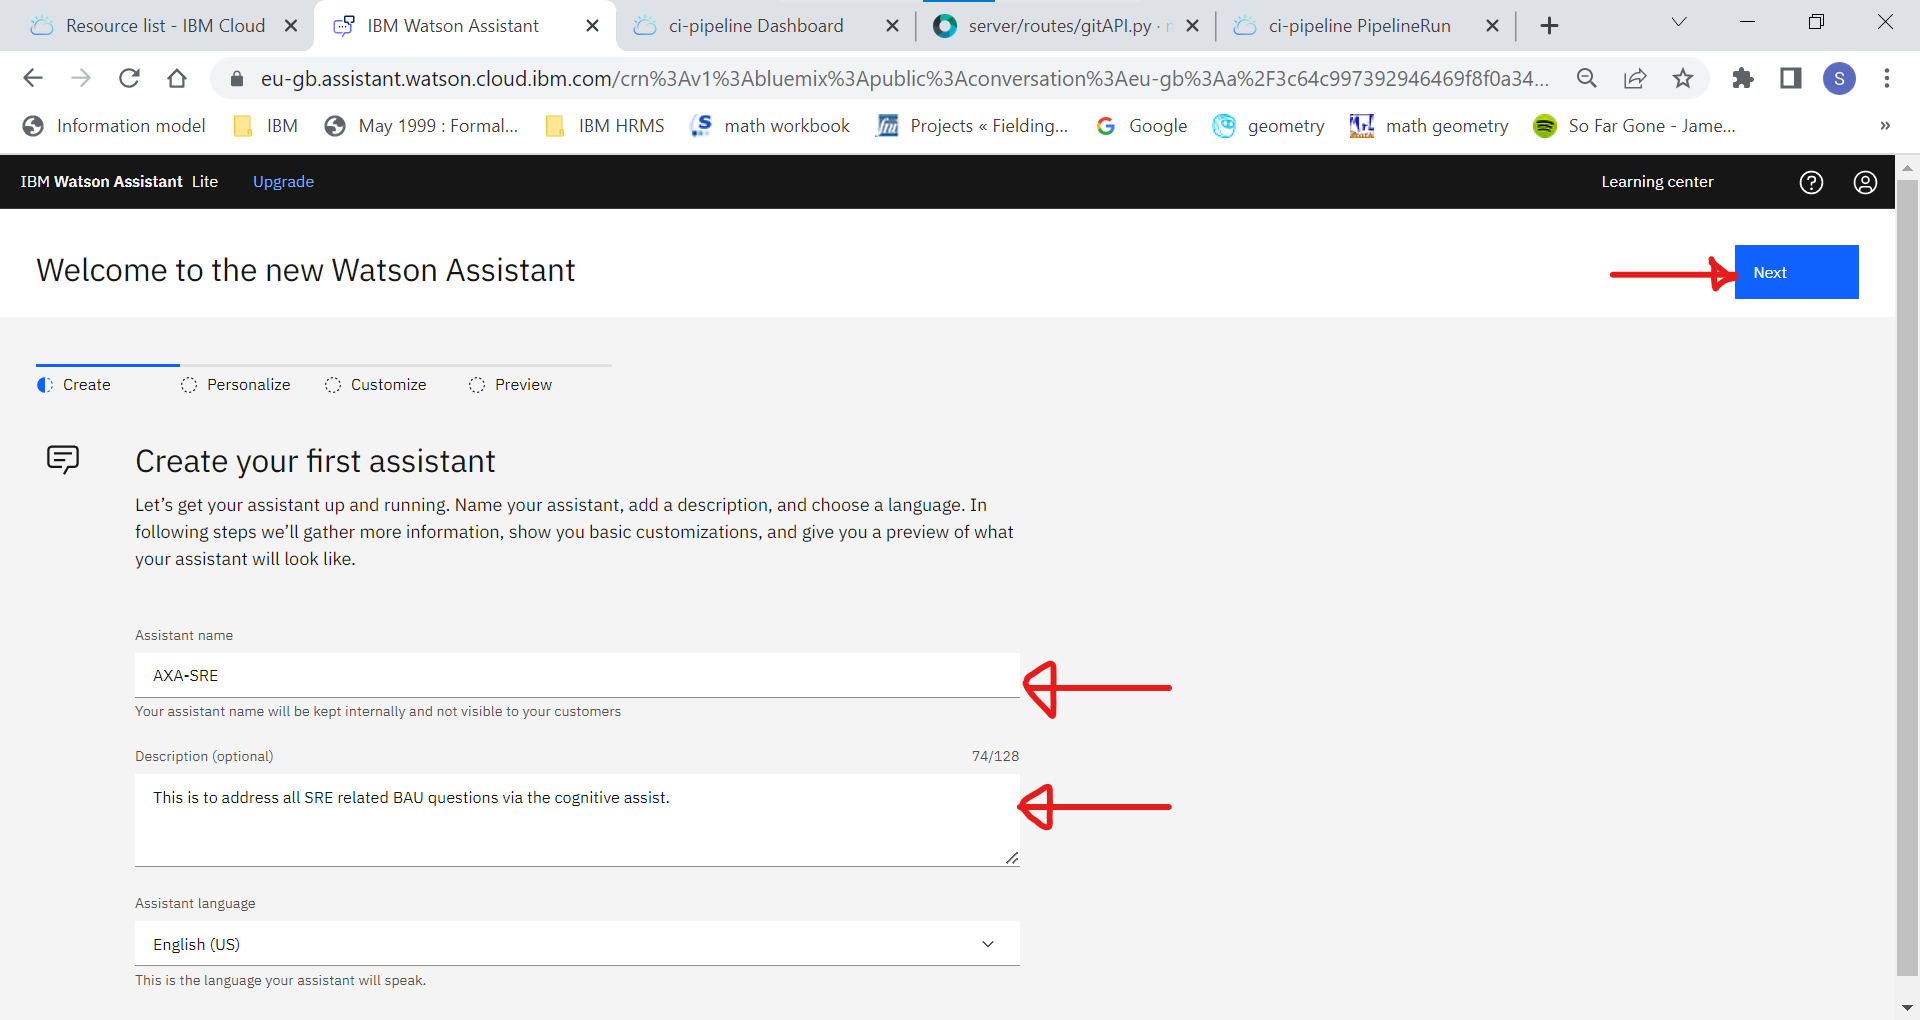 Resource list - IBM Cloud
IBM Watson Assistant
ci-pipeline Dashboard
server/routes/gitAPI.py ·
ci-pipeline PipelineRun
eu-gb.assistant.watson.cloud.ibm.com/crn%3Av1%3Abluemix%3Apublic%3Aconversation%3Aeu-gb%3Aa%2F3c64c997392946469f8f0a34...
S
Information model
IBM
May 1999 : Formal...
IBM HRMS
math workbook
Projects « Fielding...
Google
geometry
math geometry
So Far Gone - Jame...
»
IBM Watson Assistant Lite
Upgrade
Learning center
Welcome to the new Watson Assistant
Next
Create
Personalize
Customize
Preview
Create your first assistant
Let’s get your assistant up and running. Name your assistant, add a description, and choose a language. In
following steps we’ll gather more information, show you basic customizations, and give you a preview of what
your assistant will look like.
Assistant name
AXA-SRE
Your assistant name will be kept internally and not visible to your customers
Description (optional)
74/128
This is to address all SRE related BAU questions via the cognitive assist.
Assistant language
English (US)
This is the language your assistant will speak.